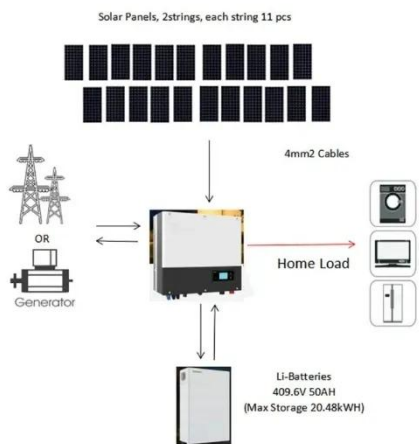 Solar Panels, 2strings, each string 11 pcs
4mm2 Cables
OR
Generator
Home Load
Li-Batteries
409.6V 50AH
(Max Storage 20.48kWH)